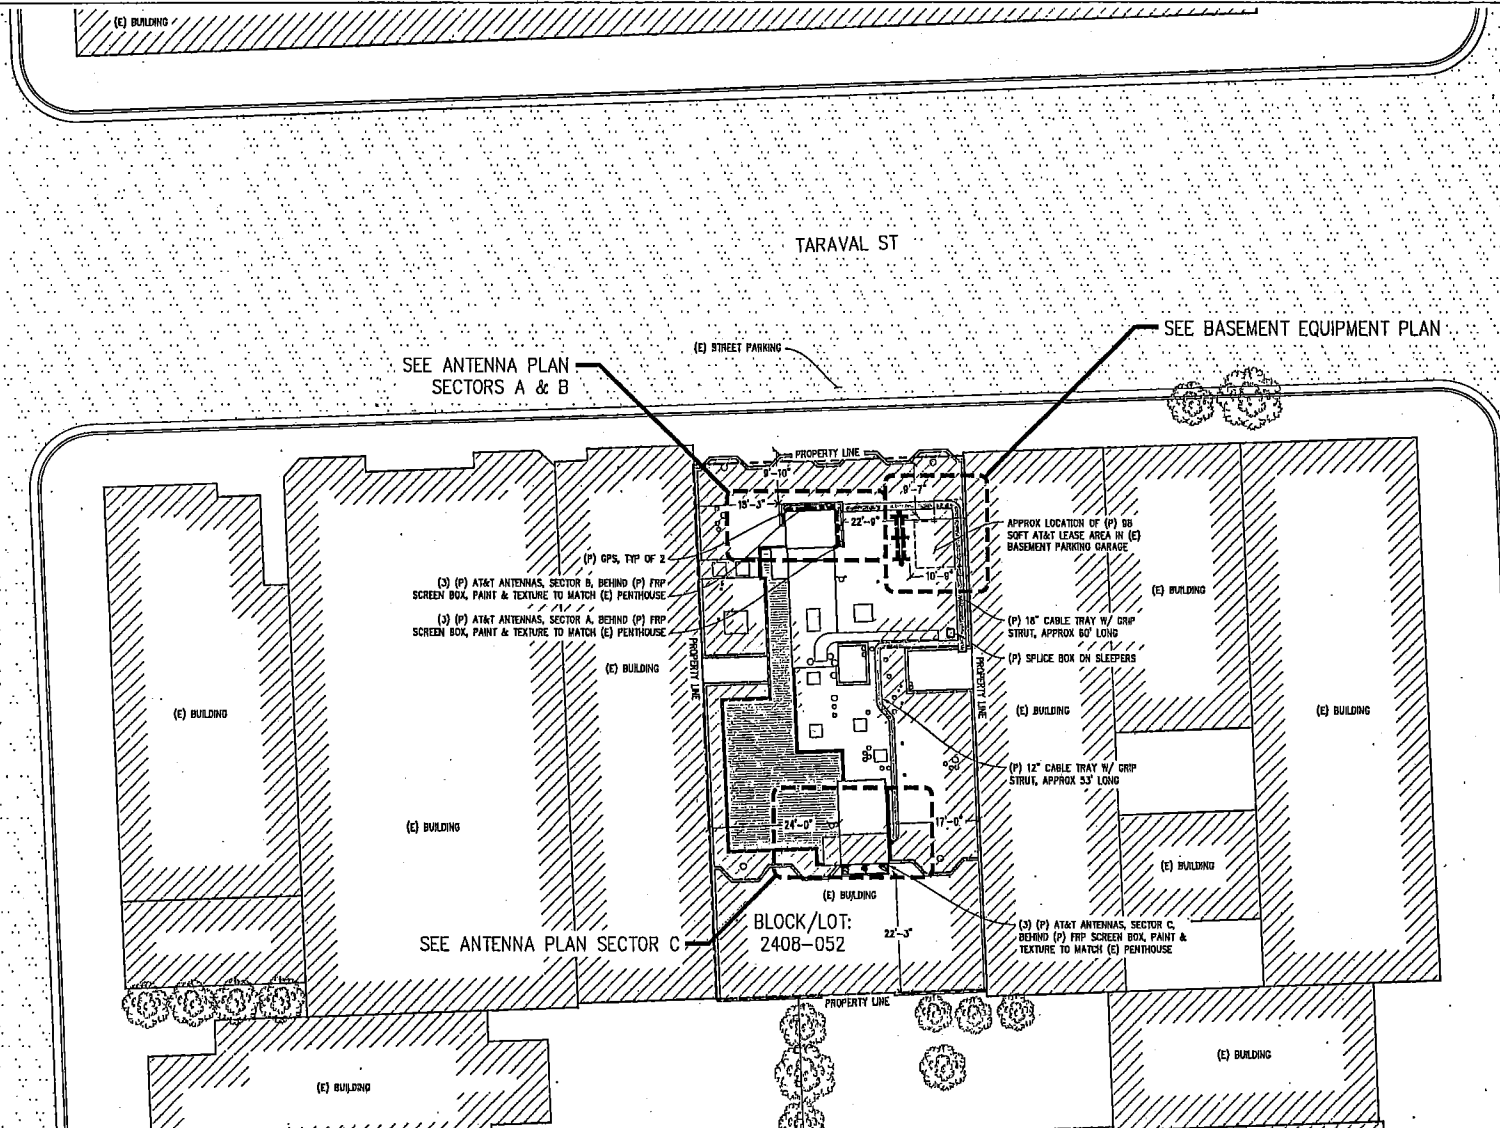 (E) BUILDING
TARAVAL ST
SEE BASEMENT EQUIPMENT PLAN
(E) STREET PARKING
SEE ANTENNA PLAN
SECTORS A & B
PROPERTY LINE
9'-10"
9'-7"
18'-3"
22'-9"
APPROX LOCATION OF (P) 98
SQFT AT&T LEASE AREA IN (E)
BASEMENT PARKING GARAGE
(P) GPS, TYP OF 2
10'-9"
(3) (P) AT&T ANTENNAS, SECTOR B, BEHIND (P) FRP
SCREEN BOX, PAINT & TEXTURE TO MATCH (E) PENTHOUSE
(E) BUILDING
(3) (P) AT&T ANTENNAS, SECTOR A, BEHIND (P) FRP
SCREEN BOX, PAINT & TEXTURE TO MATCH (E) PENTHOUSE
(P) 18" CABLE TRAY W/ GRIP
STRUT, APPROX 60' LONG
(P) SPLICE BOX ON SLEEPERS
(E) BUILDING
PROPERTY LINE
PROPERTY LINE
(E) BUILDING
(E) BUILDING
(E) BUILDING
(P) 12" CABLE TRAY W/ GRIP
STRUT, APPROX 53' LONG
(E) BUILDING
24'-0"
17'-0"
(E) BUILDING
(E) BUILDING
BLOCK/LOT:
2408-052
22'-3"
(3) (P) AT&T ANTENNAS, SECTOR C,
BEHIND (P) FRP SCREEN BOX, PAINT &
TEXTURE TO MATCH (E) PENTHOUSE
SEE ANTENNA PLAN SECTOR C
PROPERTY LINE
(E) BUILDING
(E) BUILDING